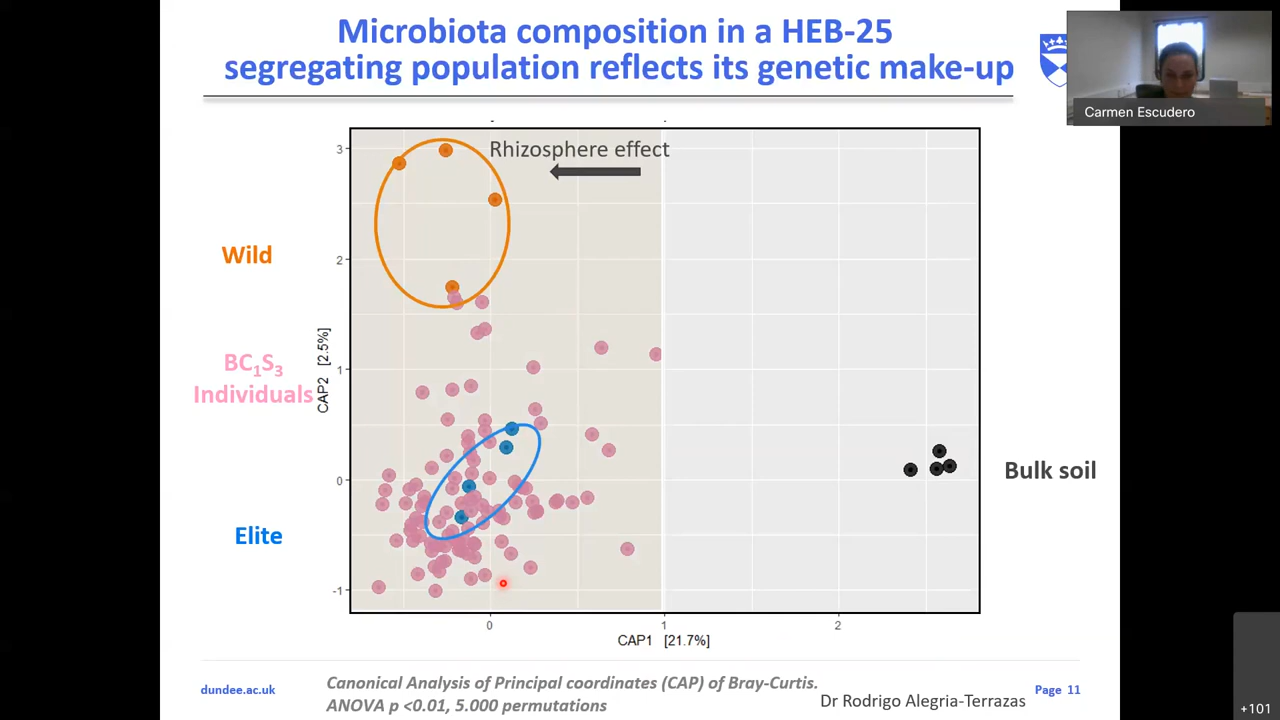 Microbiota composition in a HEB-25
segregating population reflects its genetic make-up
Carmen Escudero
Rhizosphere effect
3
Wild
2
BC₁S₃
Individuals
1
CAP2 [2.5%]
Bulk soil
0
Elite
-1
0
1
2
CAP1 [21.7%]
Canonical Analysis of Principal coordinates (CAP) of Bray-Curtis.
ANOVA p <0.01, 5.000 permutations
dundee.ac.uk
Dr Rodrigo Alegria-Terrazas
Page 11
+101